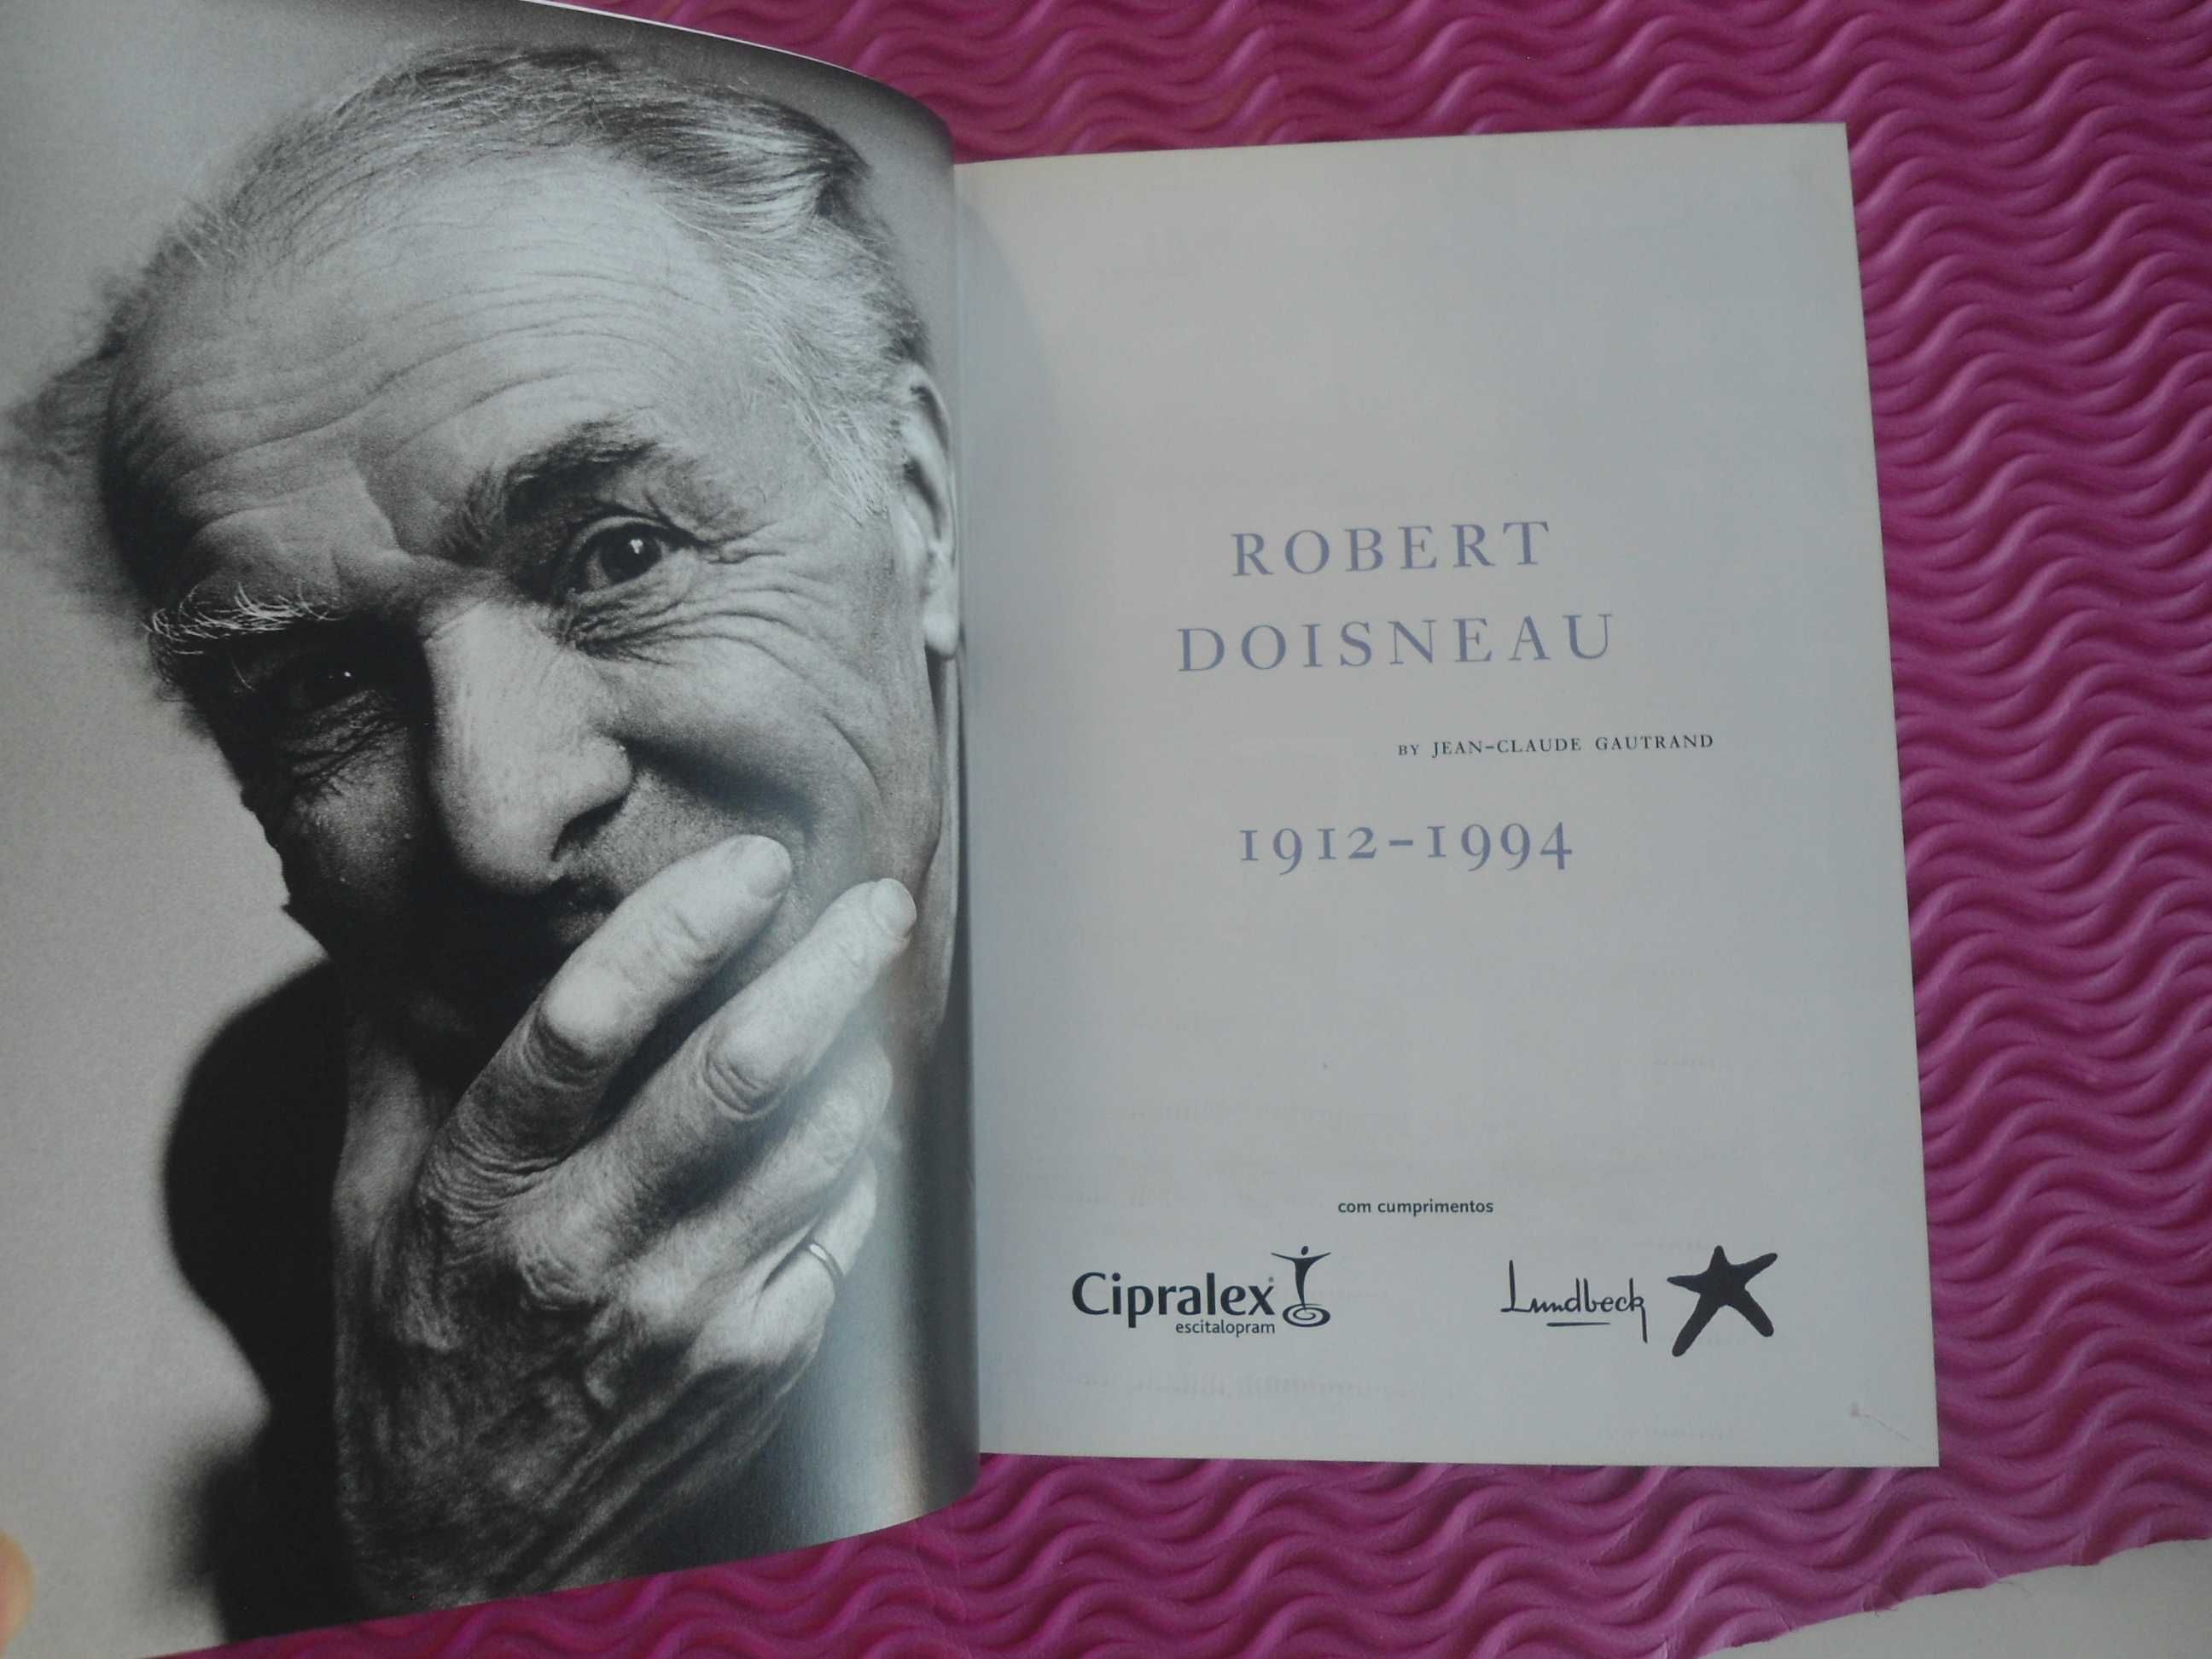 ROBERT
DOISNEAU
BY JEAN-CLAUDE GAUTRAND
1912-1994
com cumprimentos
Cipralex
escitalopram
Lundbeck